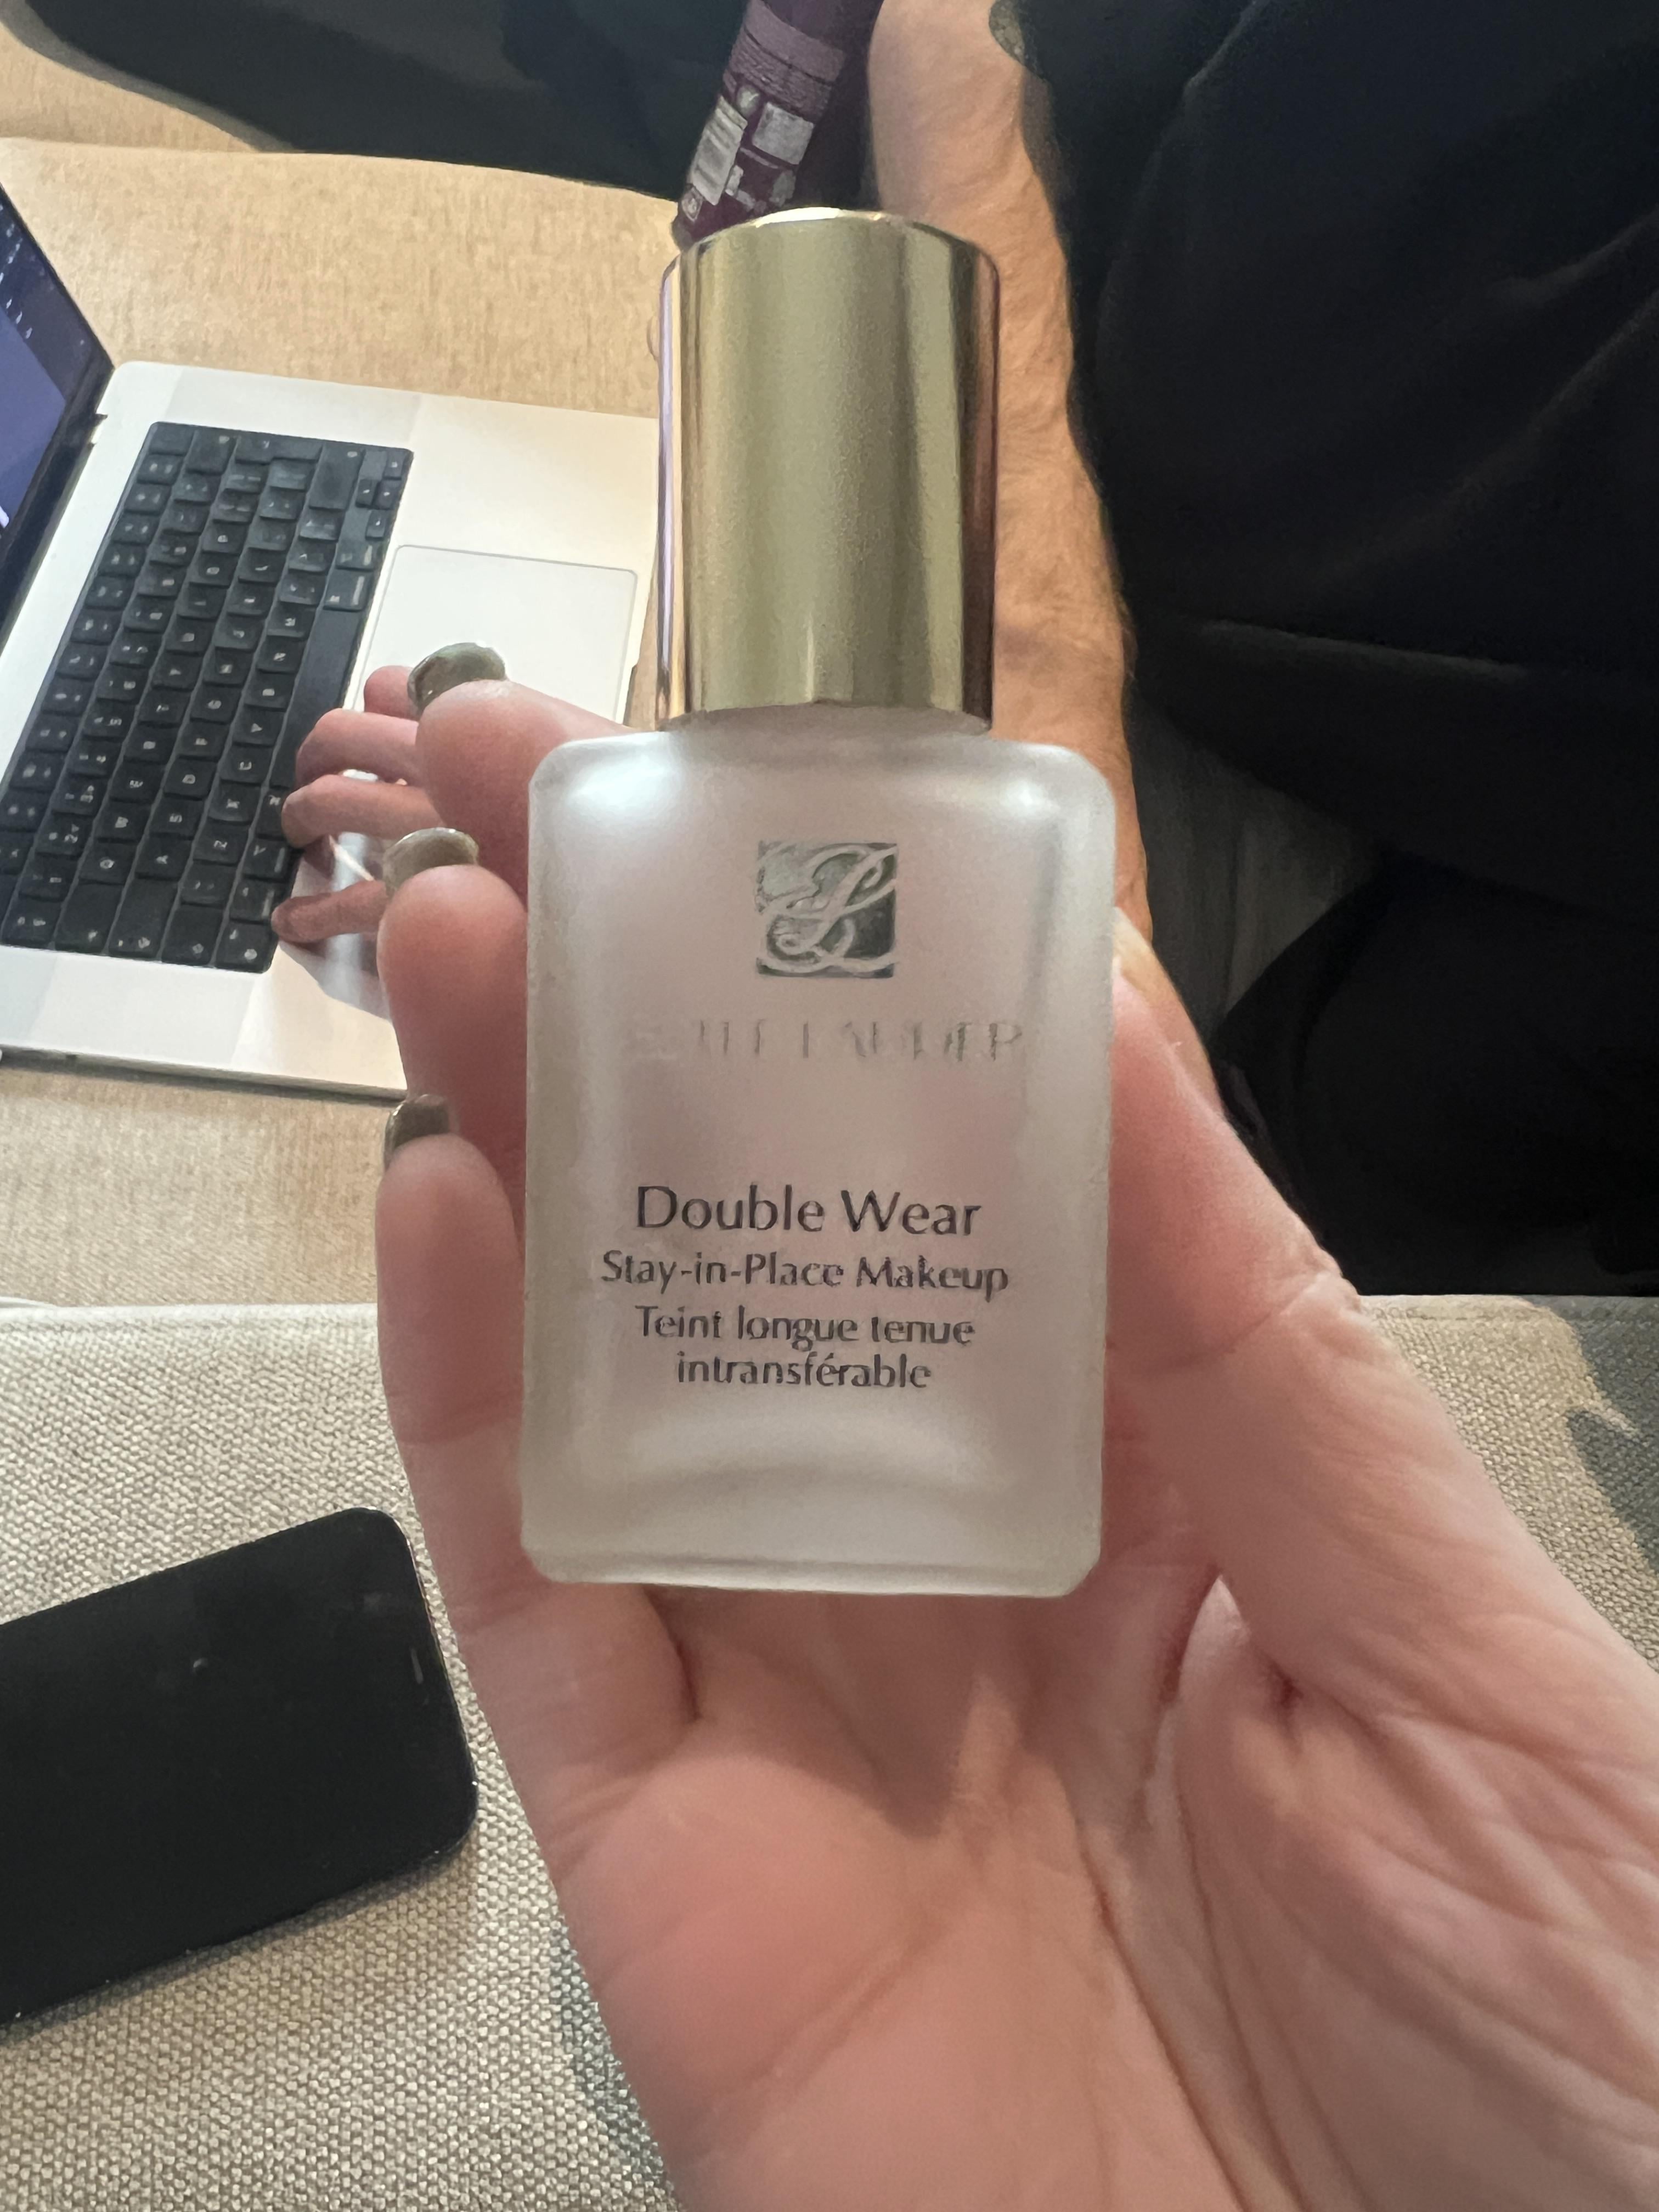 Double Wear
Stay-in-Place Makeup
Teint longue tenue
intransférable